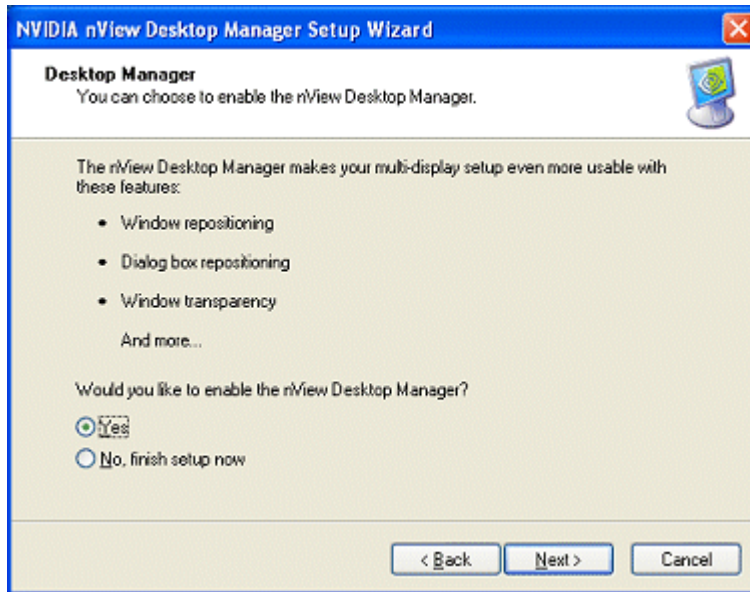 NVIDIA nView Desktop Manager Setup Wizard
Desktop Manager
You can choose to enable the nView Desktop Manager.
The nView Desktop Manager makes your multi-display setup even more usable with
these features:
• Window repositioning
• Dialog box repositioning
• Window transparency
And more...
Would you like to enable the nView Desktop Manager?
Yes
No, finish setup now
< Back Next > Cancel